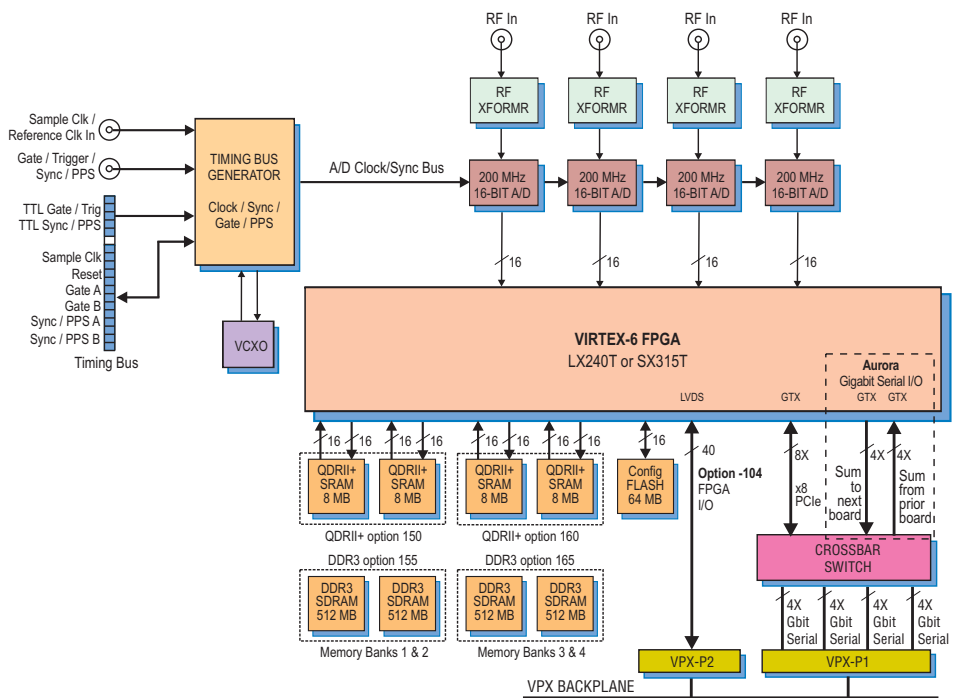 RF In
RF In
RF In
RF In
RF
XFORMR
RF
XFORMR
RF
XFORMR
RF
XFORMR
Sample Clk /
Reference Clk In
Gate / Trigger /
Sync / PPS
TTL Gate / Trig
TTL Sync / PPS
Sample Clk
Reset
Gate A
Gate B
Sync / PPS A
Sync / PPS B
Timing Bus
TIMING BUS
GENERATOR
Clock / Sync /
Gate / PPS
VCXO
A/D Clock/Sync Bus
200 MHz
16-BIT A/D
200 MHz
16-BIT A/D
200 MHz
16-BIT A/D
200 MHz
16-BIT A/D
16
16
16
16
VIRTEX-6 FPGA
LX240T or SX315T
Aurora
Gigabit Serial I/O
LVDS
GTX
GTX
GTX
16
16
16
16
16
16
16
16
16
40
8X
4X
4X
QDRII+
SRAM
8 MB
QDRII+
SRAM
8 MB
QDRII+
SRAM
8 MB
QDRII+
SRAM
8 MB
Config
FLASH
64 MB
Option -104
FPGA
I/O
x8
PCIe
Sum
to
next
board
Sum
from
prior
board
QDRII+ option 150
QDRII+ option 160
DDR3 option 155
DDR3 option 165
DDR3
SDRAM
512 MB
DDR3
SDRAM
512 MB
DDR3
SDRAM
512 MB
DDR3
SDRAM
512 MB
Memory Banks 1 & 2
Memory Banks 3 & 4
CROSSBAR
SWITCH
4X
Gbit
Serial
4X
Gbit
Serial
4X
Gbit
Serial
4X
Gbit
Serial
VPX-P2
VPX-P1
VPX BACKPLANE